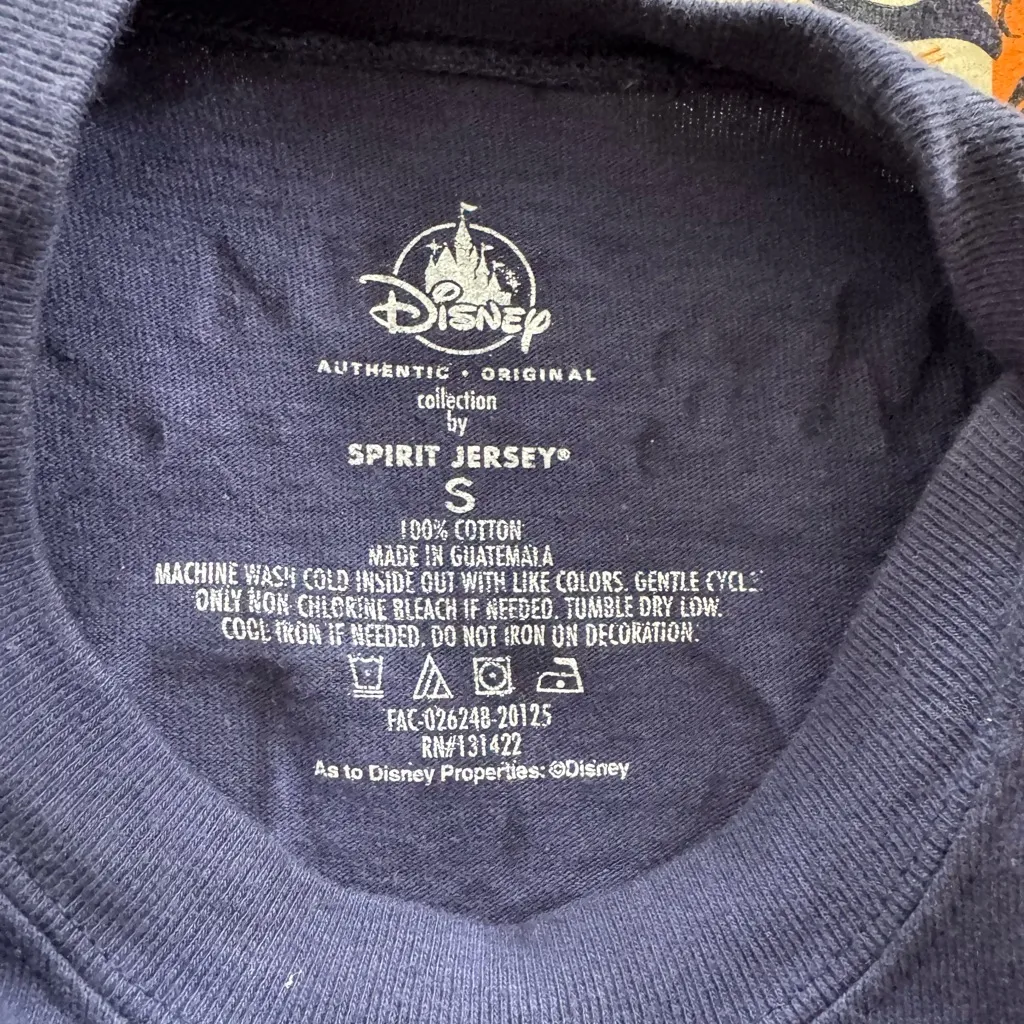 Disney
AUTHENTIC • ORIGINAL
collection
by
SPIRIT JERSEY®
S
100% COTTON
MADE IN GUATEMALA
MACHINE WASH COLD INSIDE OUT WITH LIKE COLORS. GENTLE CYCLE
ONLY NON CHLORINE BLEACH IF NEEDED. TUMBLE DRY LOW.
COOL IRON IF NEEDED. DO NOT IRON ON DECORATION.
FAC-026248-20125
RN#131422
As to Disney Properties: ©Disney